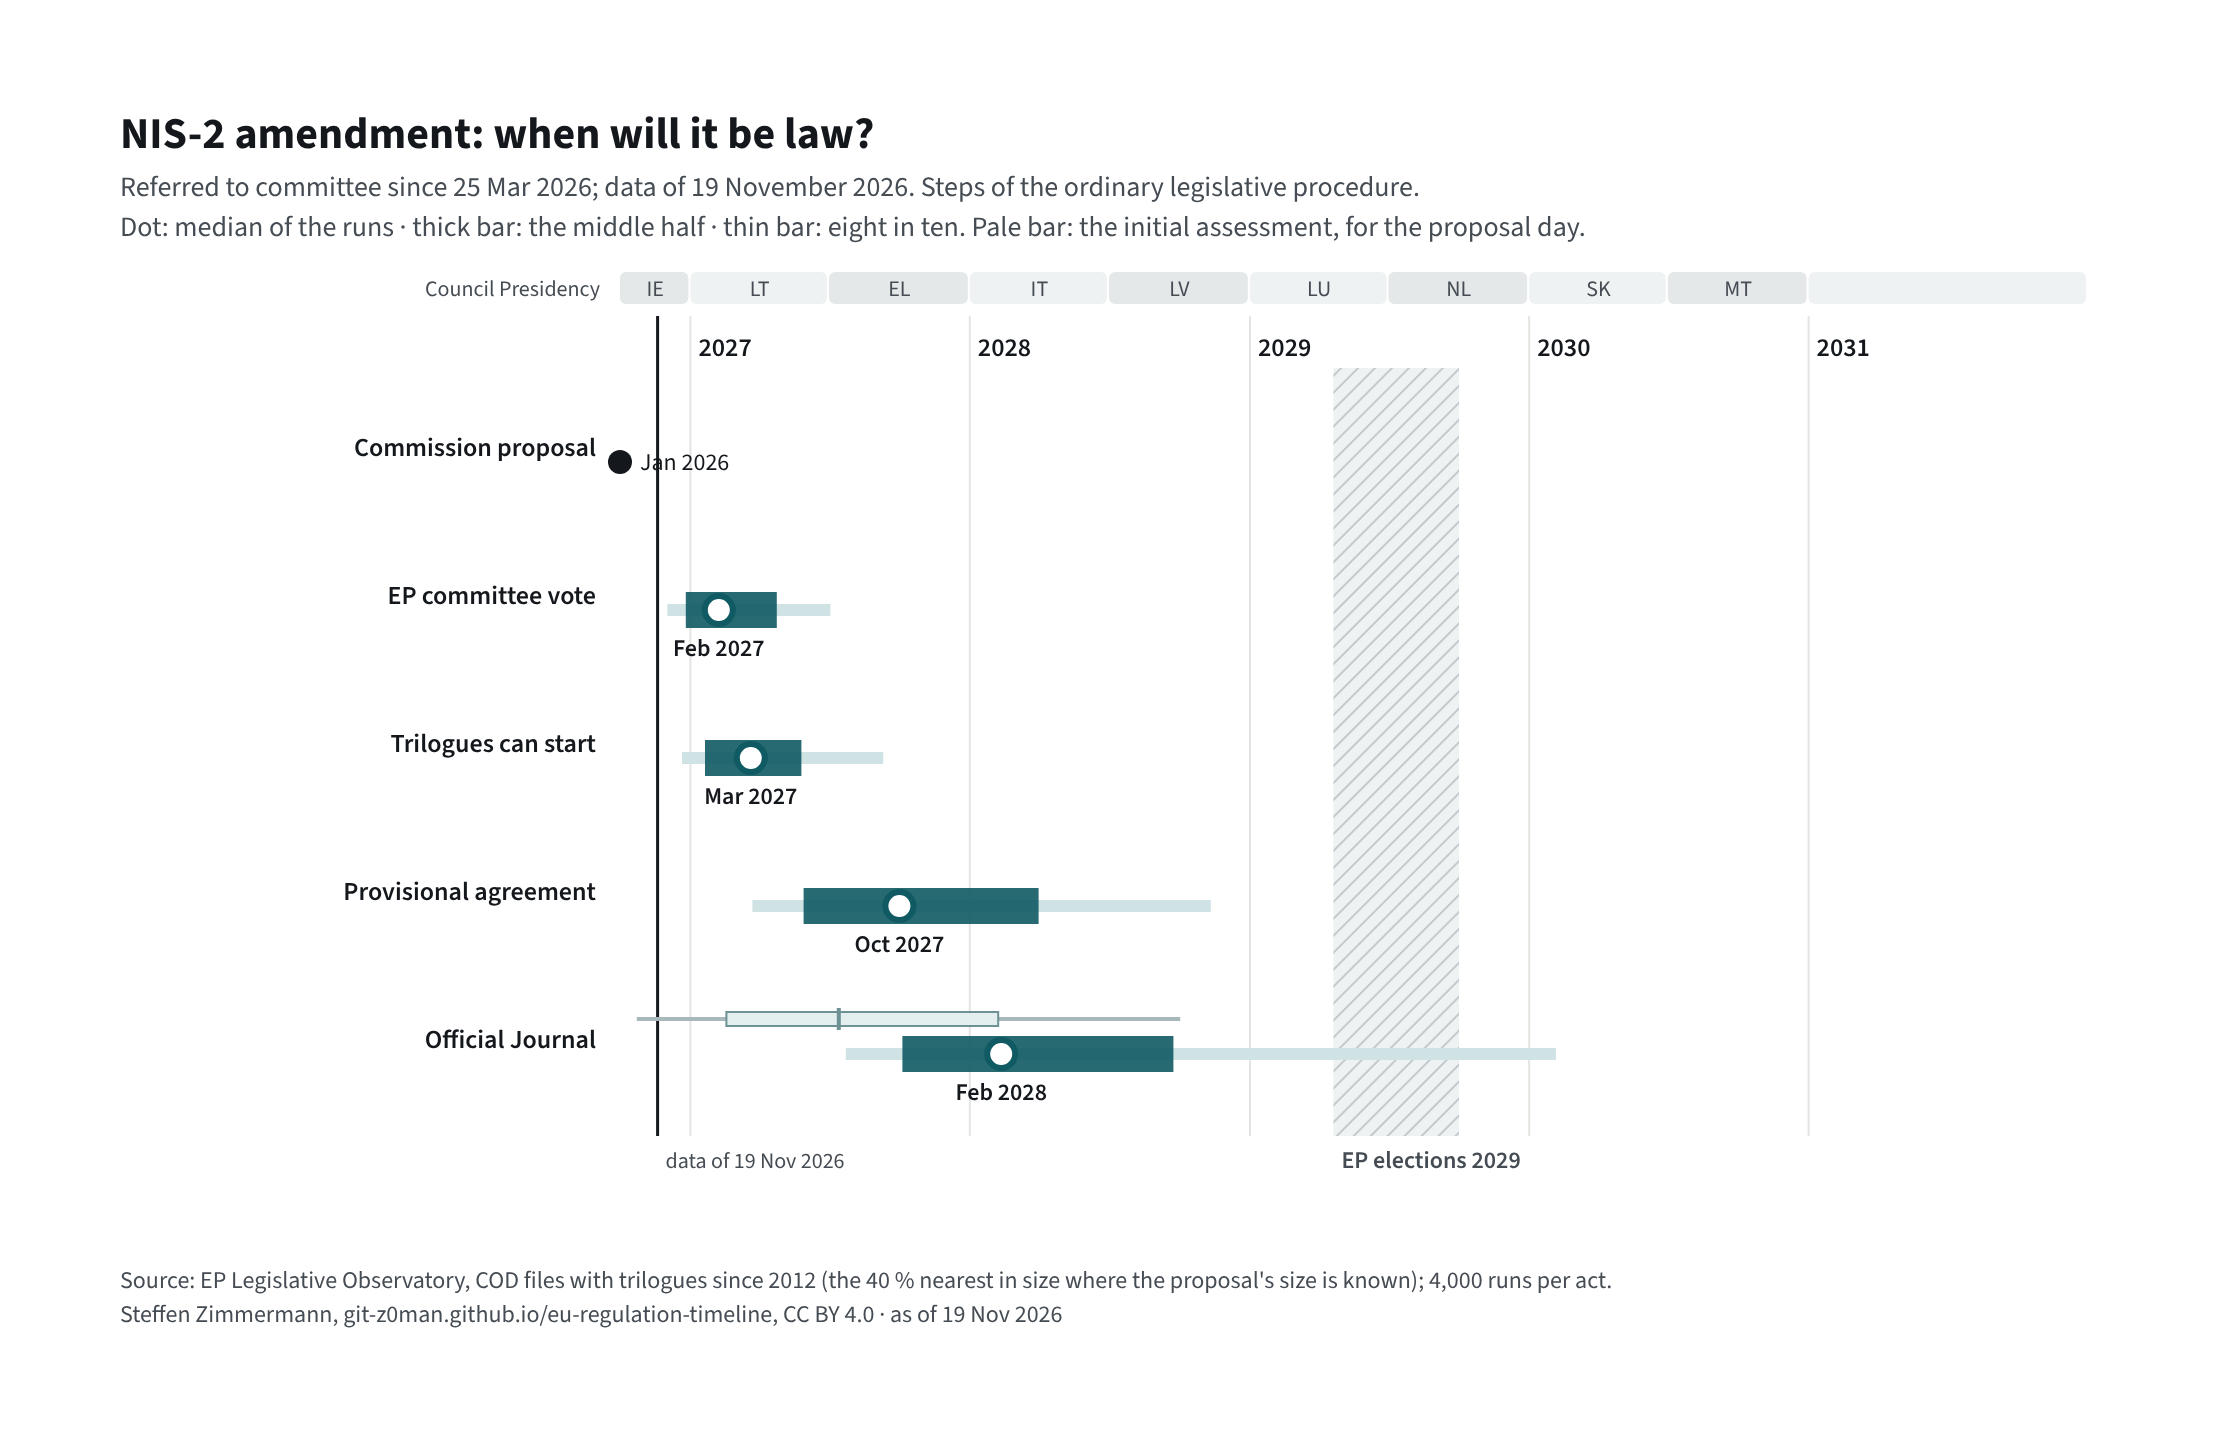 NIS-2 amendment: when will it be law?
Referred to committee since 25 Mar 2026; data of 19 November 2026. Steps of the ordinary legislative procedure.
Dot: median of the runs · thick bar: the middle half · thin bar: eight in ten. Pale bar: the initial assessment, for the proposal day.
Council Presidency IE LT EL IT LV LU NL SK MT
2027 2028 2029 2030 2031
Commission proposal Jan 2026
EP committee vote
Feb 2027
Trilogues can start
Mar 2027
Provisional agreement
Oct 2027
Official Journal
Feb 2028
data of 19 Nov 2026 EP elections 2029
Source: EP Legislative Observatory, COD files with trilogues since 2012 (the 40 % nearest in size where the proposal's size is known); 4,000 runs per act.
Steffen Zimmermann, git-z0man.github.io/eu-regulation-timeline, CC BY 4.0 · as of 19 Nov 2026